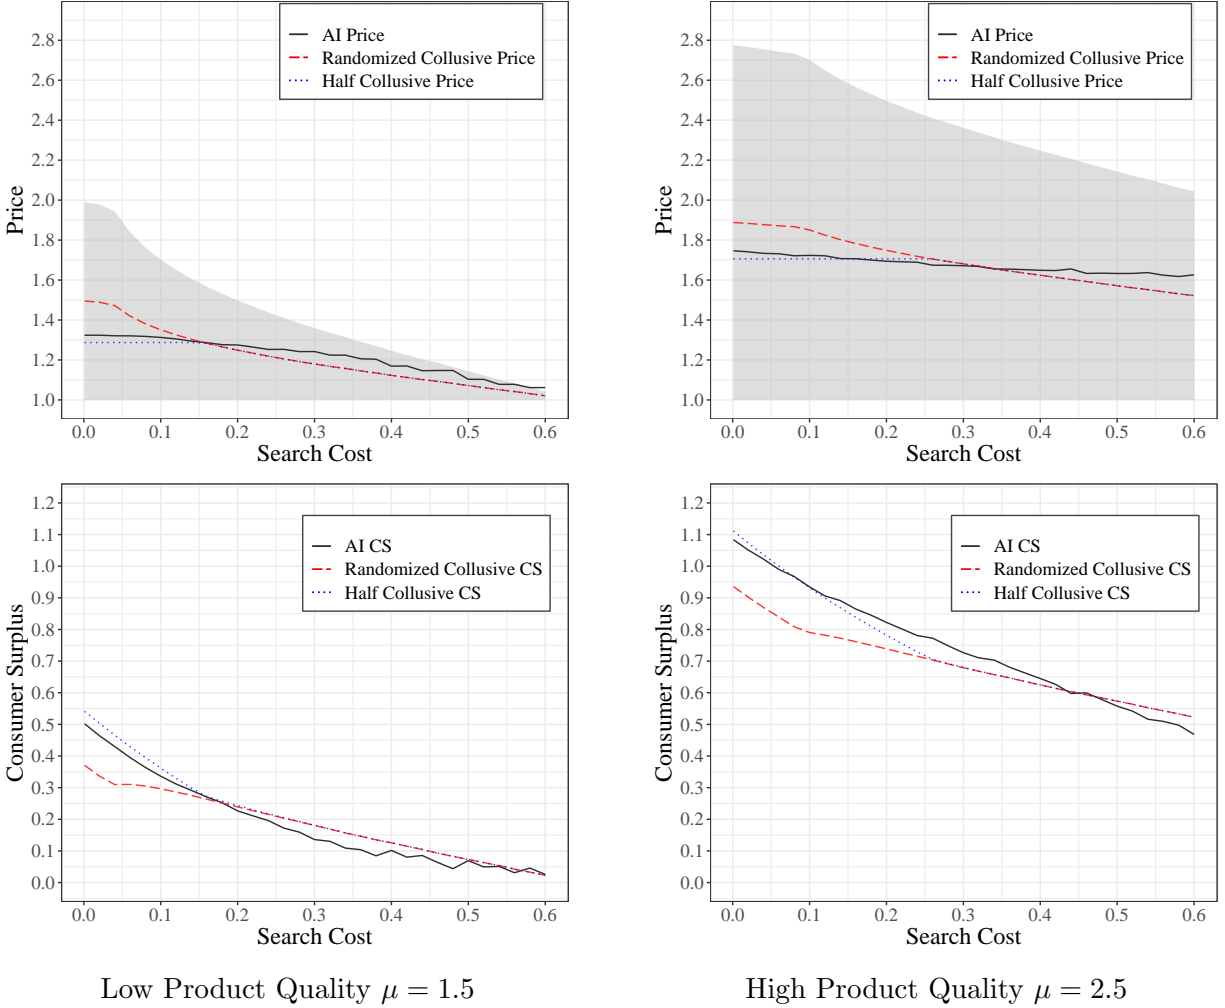 AI Price
Randomized Collusive Price
Half Collusive Price
Price
2.8
2.6
2.4
2.2
2.0
1.8
1.6
1.4
1.2
1.0
0.0 0.1 0.2 0.3 0.4 0.5 0.6
Search Cost
AI Price
Randomized Collusive Price
Half Collusive Price
Price
2.8
2.6
2.4
2.2
2.0
1.8
1.6
1.4
1.2
1.0
0.0 0.1 0.2 0.3 0.4 0.5 0.6
Search Cost
AI CS
Randomized Collusive CS
Half Collusive CS
Consumer Surplus
1.2
1.1
1.0
0.9
0.8
0.7
0.6
0.5
0.4
0.3
0.2
0.1
0.0
0.0 0.1 0.2 0.3 0.4 0.5 0.6
Search Cost
Low Product Quality μ = 1.5
AI CS
Randomized Collusive CS
Half Collusive CS
Consumer Surplus
1.2
1.1
1.0
0.9
0.8
0.7
0.6
0.5
0.4
0.3
0.2
0.1
0.0
0.0 0.1 0.2 0.3 0.4 0.5 0.6
Search Cost
High Product Quality μ = 2.5